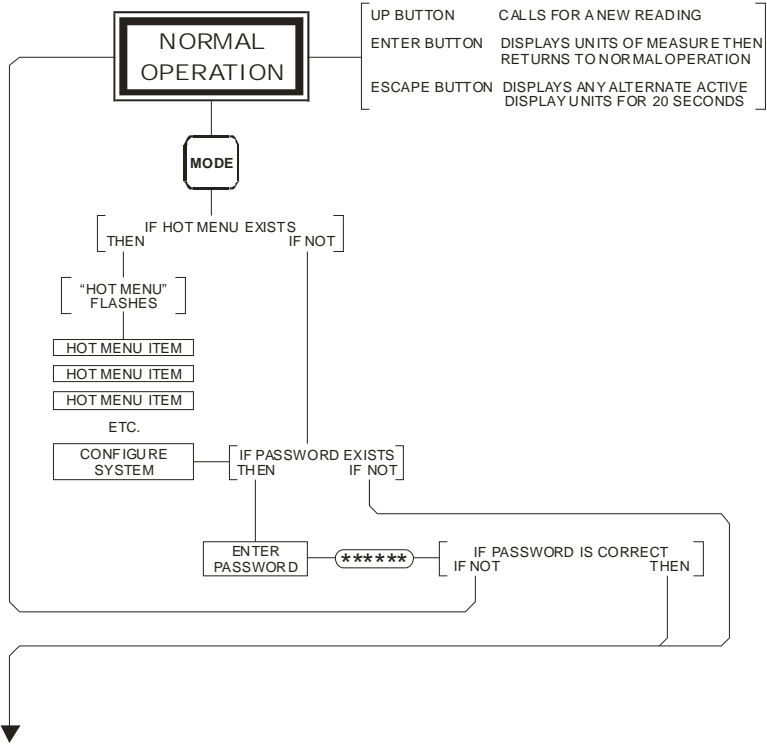 NORMAL
OPERATION
UP BUTTON CALLS FOR A NEW READING
ENTER BUTTON DISPLAYS UNITS OF MEASURE THEN
RETURNS TO NORMAL OPERATION
ESCAPE BUTTON DISPLAYS ANY ALTERNATE ACTIVE
DISPLAY UNITS FOR 20 SECONDS
MODE
IF HOT MENU EXISTS
THEN IF NOT
“HOT MENU”
FLASHES
HOT MENU ITEM
HOT MENU ITEM
HOT MENU ITEM
ETC.
CONFIGURE
SYSTEM
IF PASSWORD EXISTS
THEN IF NOT
ENTER
PASSWORD
******
IF PASSWORD IS CORRECT
IF NOT THEN